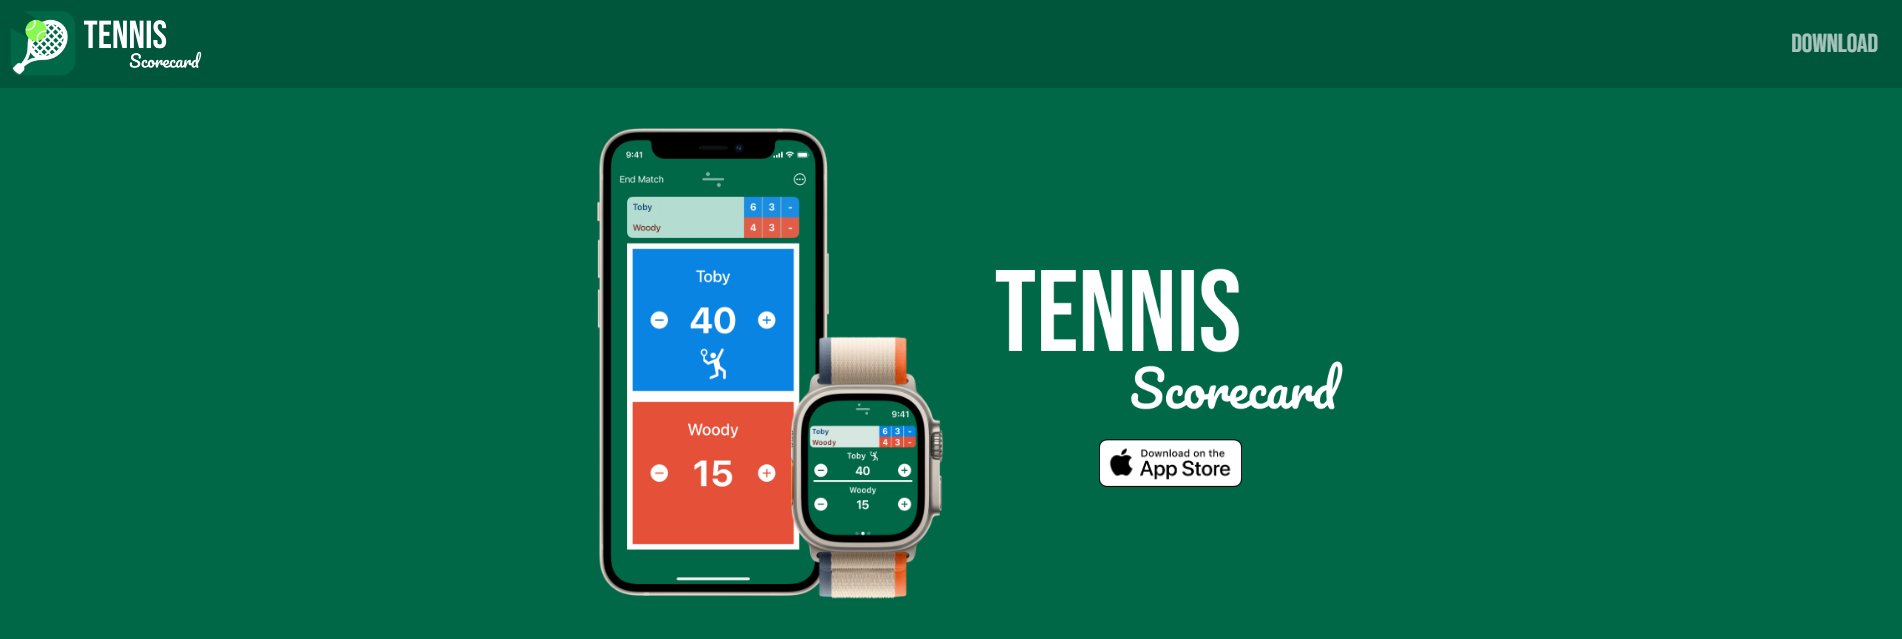 TENNIS
Scorecard
DOWNLOAD
9:41
End Match
Toby 6 3 -
Woody 4 3 -
Toby
40
Woody
15
9:41
Toby 6 3 -
Woody 4 3 -
Toby
40
Woody
15
TENNIS
Scorecard
Download on the
App Store